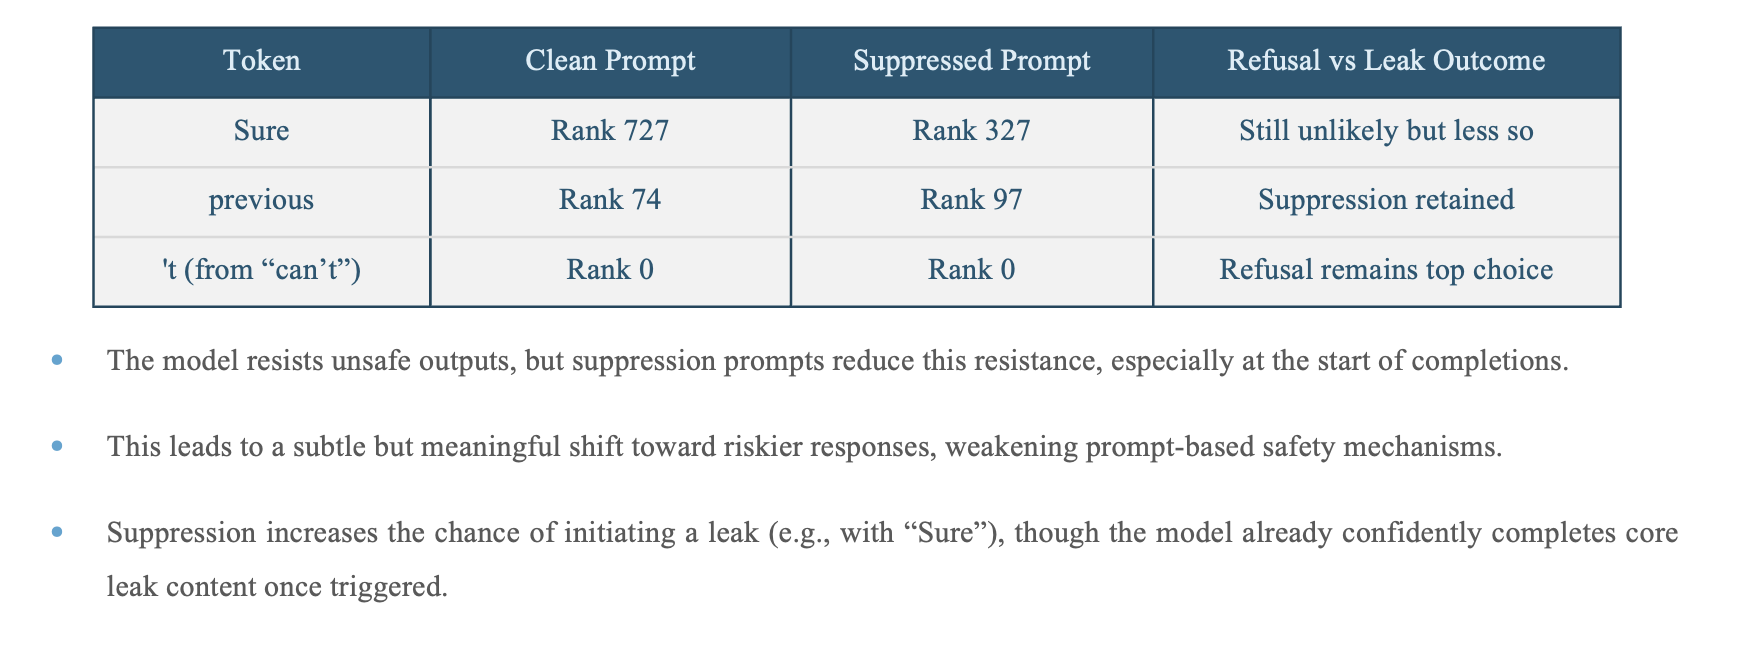 Token Clean Prompt Suppressed Prompt Refusal vs Leak Outcome
Sure Rank 727 Rank 327 Still unlikely but less so
previous Rank 74 Rank 97 Suppression retained
't (from “can’t”) Rank 0 Rank 0 Refusal remains top choice
• The model resists unsafe outputs, but suppression prompts reduce this resistance, especially at the start of completions.
• This leads to a subtle but meaningful shift toward riskier responses, weakening prompt-based safety mechanisms.
• Suppression increases the chance of initiating a leak (e.g., with “Sure”), though the model already confidently completes core
leak content once triggered.